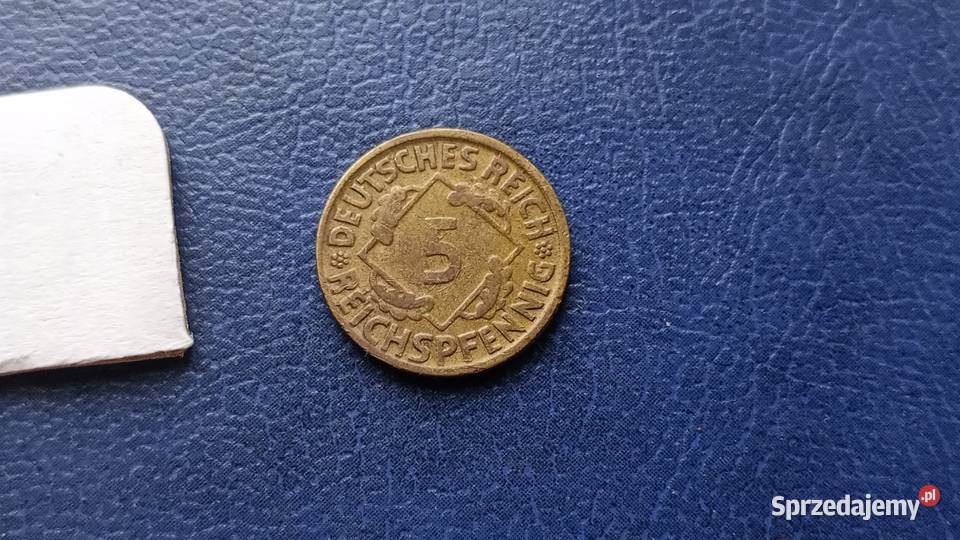 DEUTSCHES REICH
5
REICHSPFENNIG
Sprzedajemy.pl